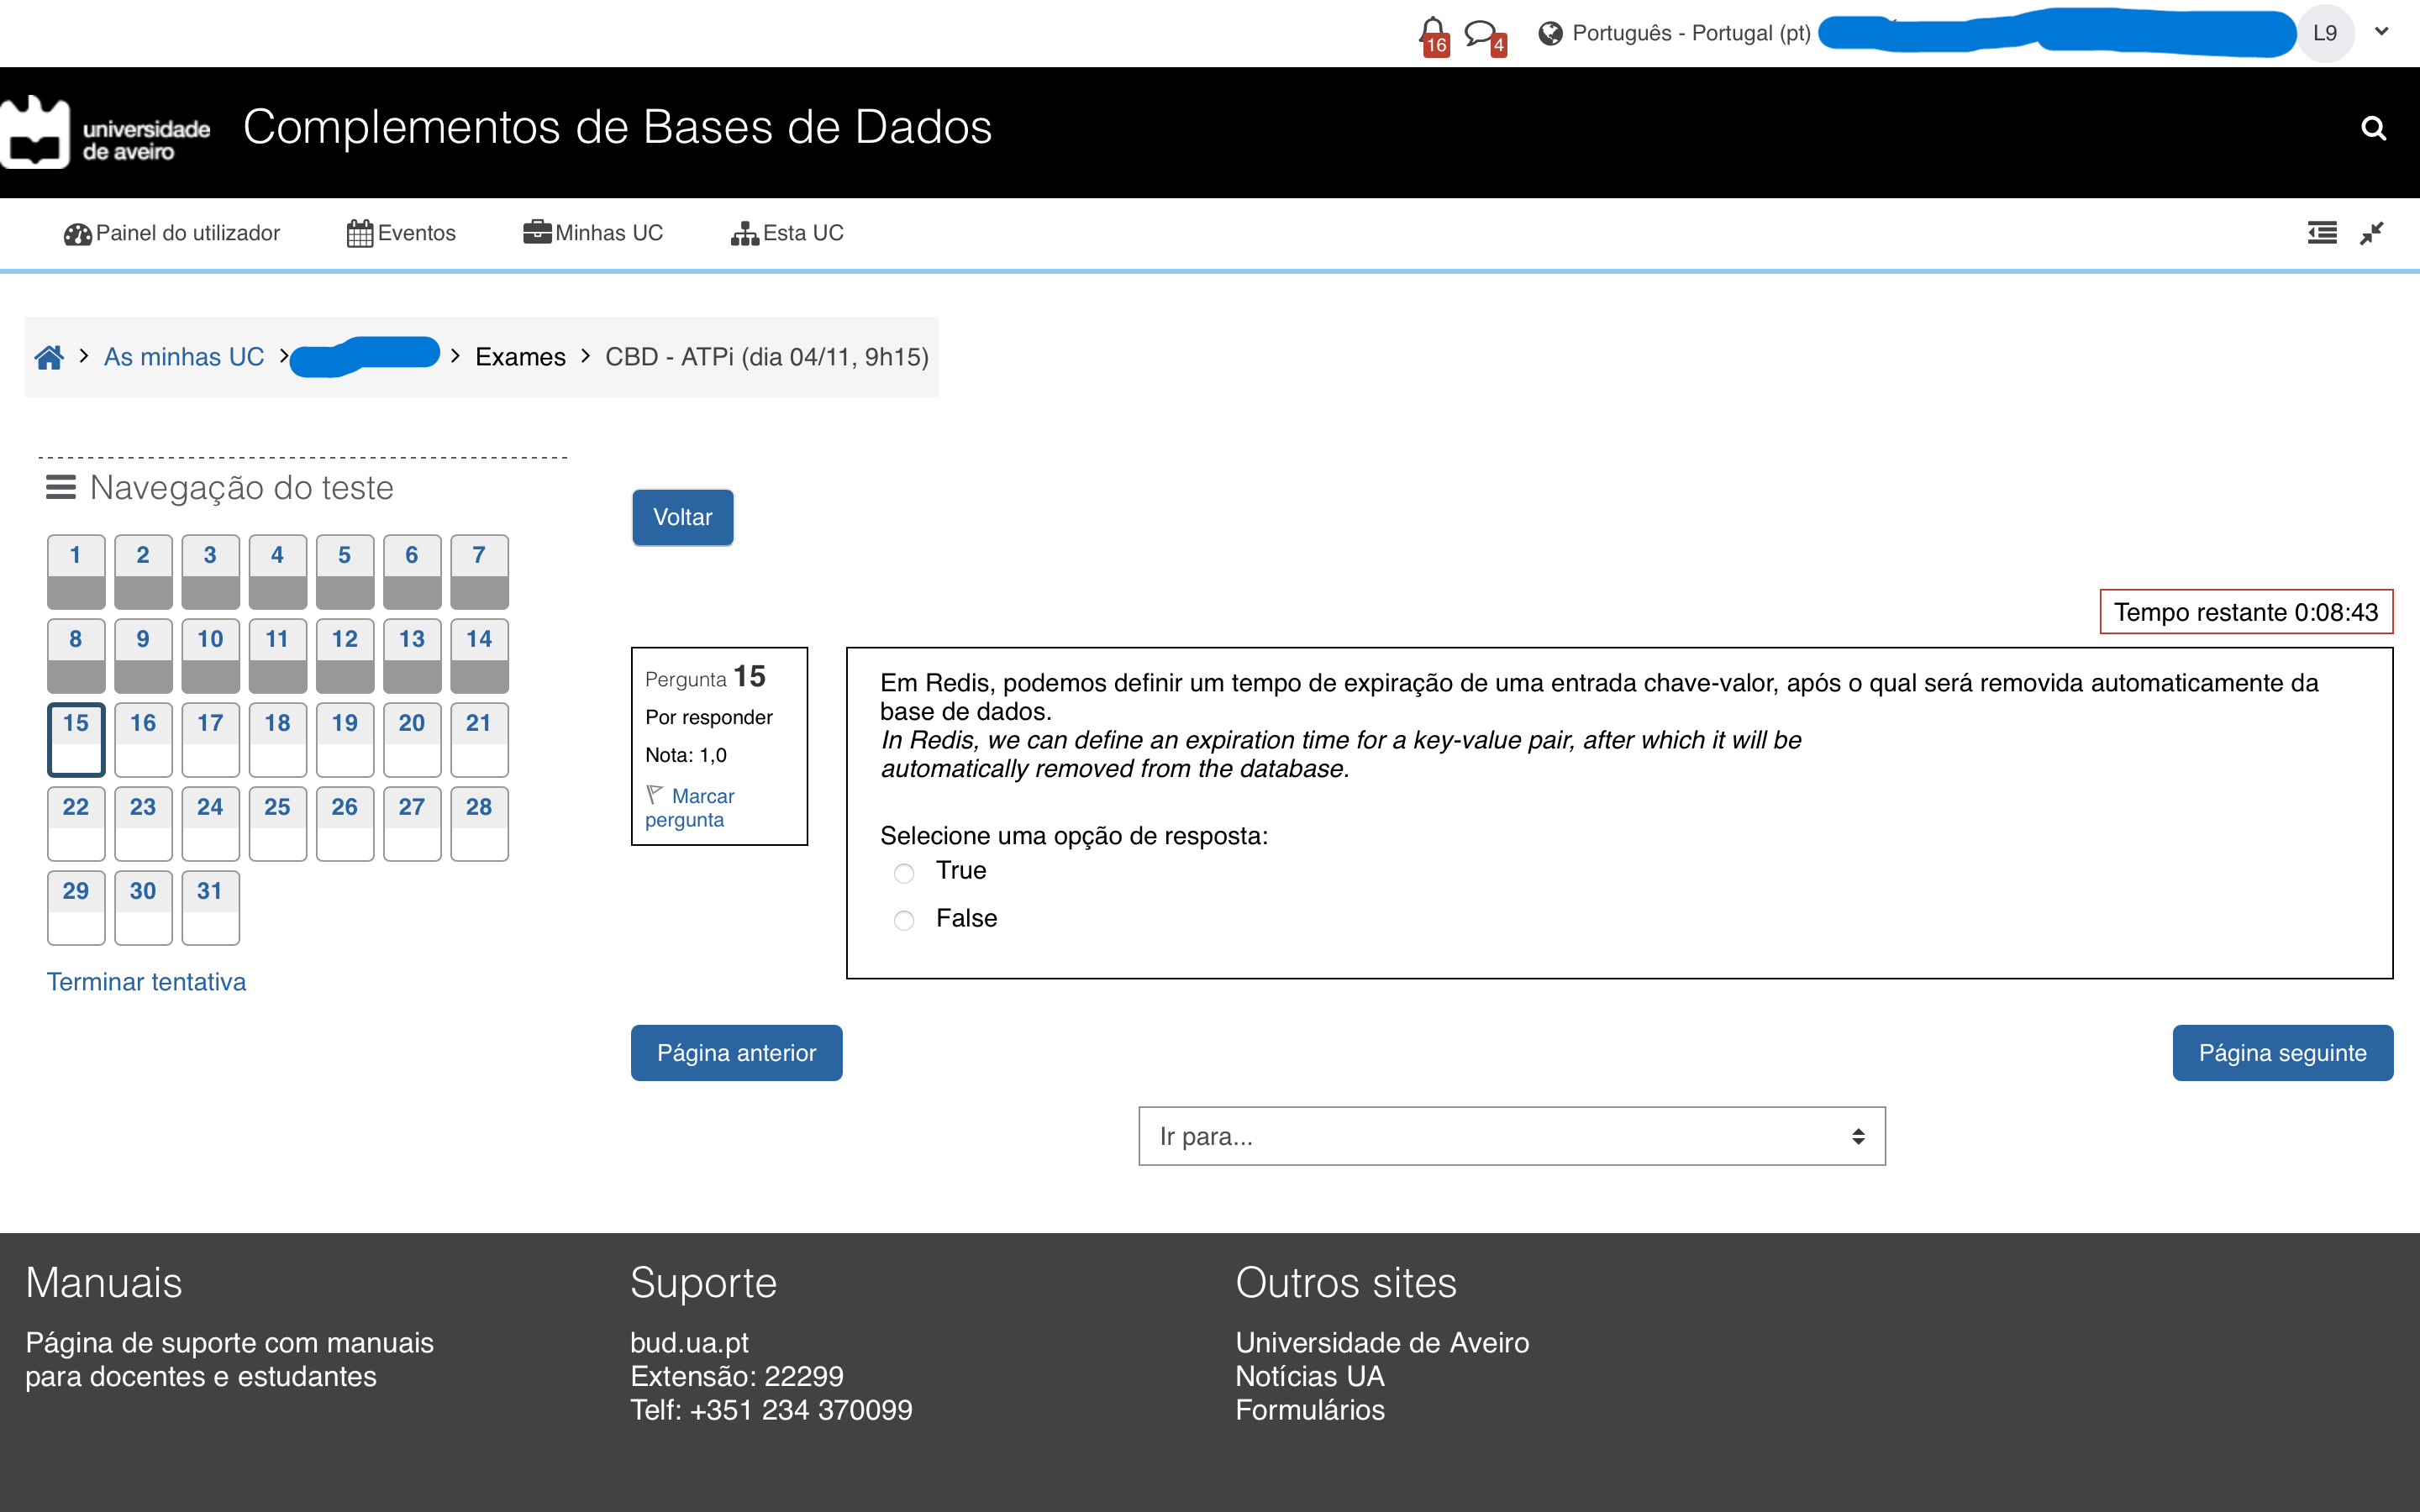 16
4
Português - Portugal (pt)
L9
universidade
de aveiro
Complementos de Bases de Dados
Painel do utilizador
Eventos
Minhas UC
Esta UC
As minhas UC
Exames
CBD - ATPi (dia 04/11, 9h15)
Navegação do teste
1 2 3 4 5 6 7
8 9 10 11 12 13 14
15 16 17 18 19 20 21
22 23 24 25 26 27 28
29 30 31
Terminar tentativa
Voltar
Tempo restante 0:08:43
Pergunta 15
Por responder
Nota: 1,0
Marcar
pergunta
Em Redis, podemos definir um tempo de expiração de uma entrada chave-valor, após o qual será removida automaticamente da
base de dados.
In Redis, we can define an expiration time for a key-value pair, after which it will be
automatically removed from the database.
Selecione uma opção de resposta:
True
False
Página anterior
Página seguinte
Ir para...
Manuais
Página de suporte com manuais
para docentes e estudantes
Suporte
bud.ua.pt
Extensão: 22299
Telf: +351 234 370099
Outros sites
Universidade de Aveiro
Notícias UA
Formulários